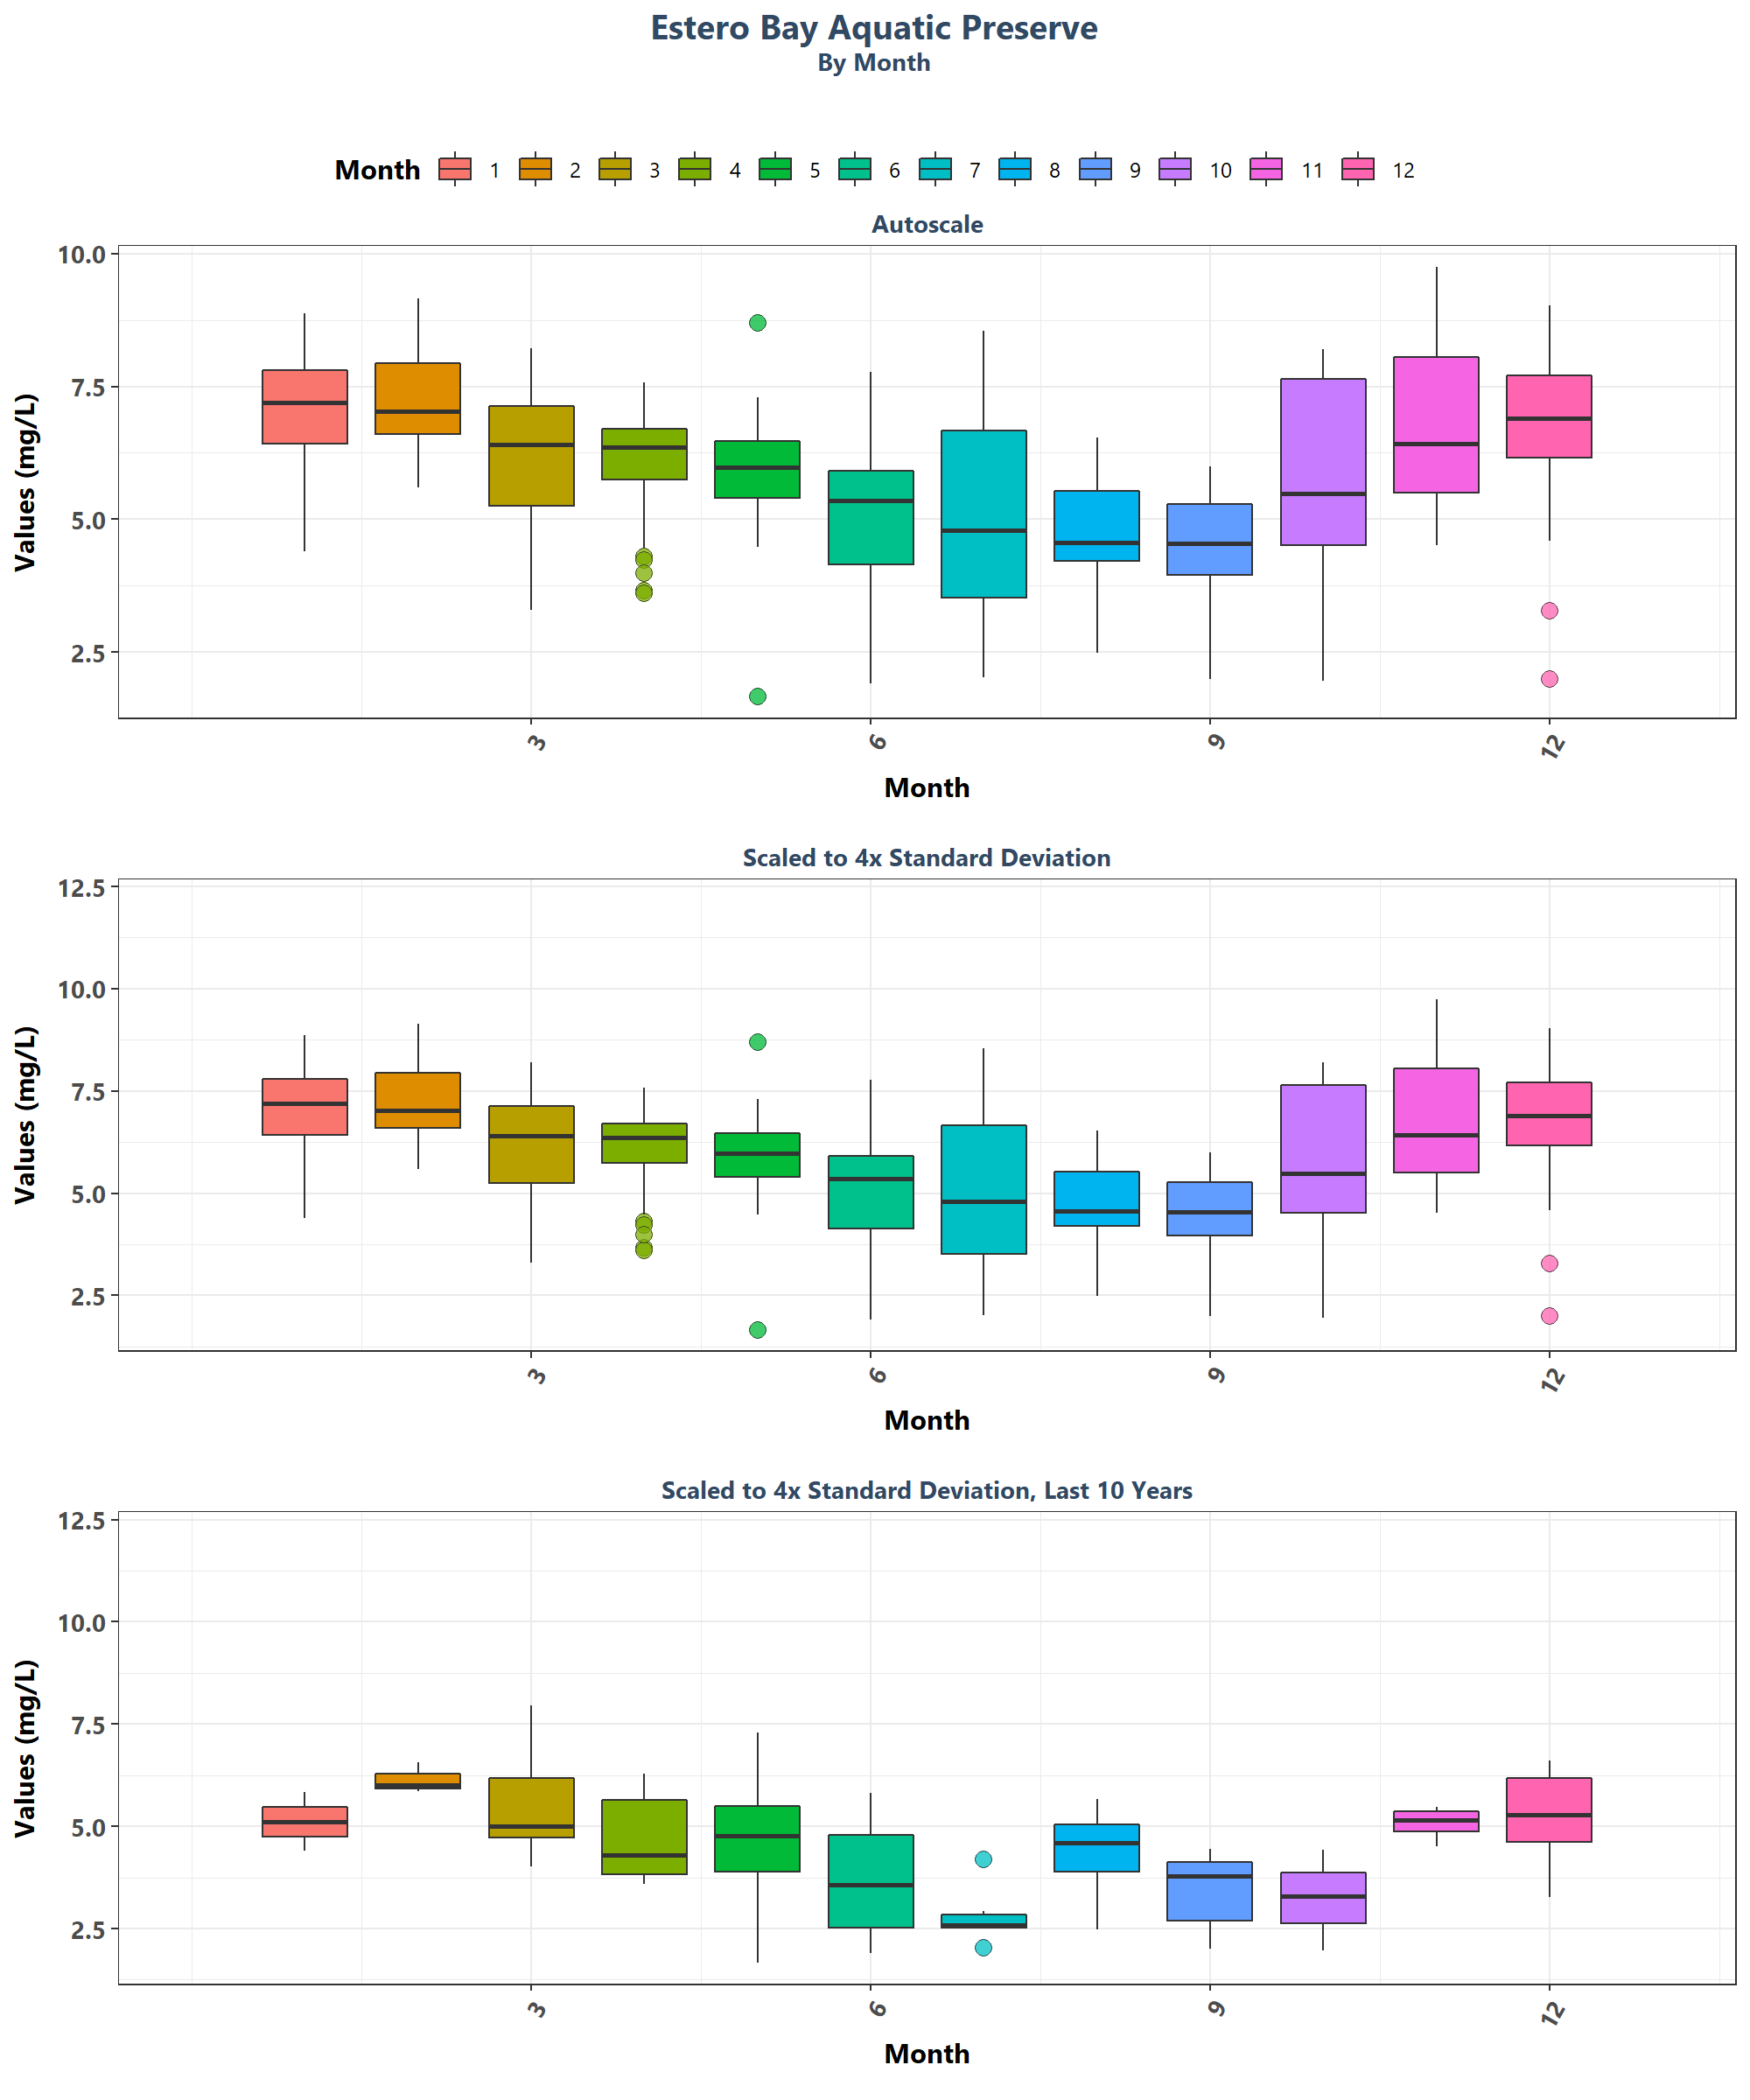 Estero Bay Aquatic Preserve
By Month
Month 1 2 3 4 5 6 7 8 9 10 11 12
Autoscale
10.0
7.5
5.0
2.5
Values (mg/L)
3 6 9 12
Month
Scaled to 4x Standard Deviation
12.5
10.0
7.5
5.0
2.5
Values (mg/L)
3 6 9 12
Month
Scaled to 4x Standard Deviation, Last 10 Years
12.5
10.0
7.5
5.0
2.5
Values (mg/L)
3 6 9 12
Month